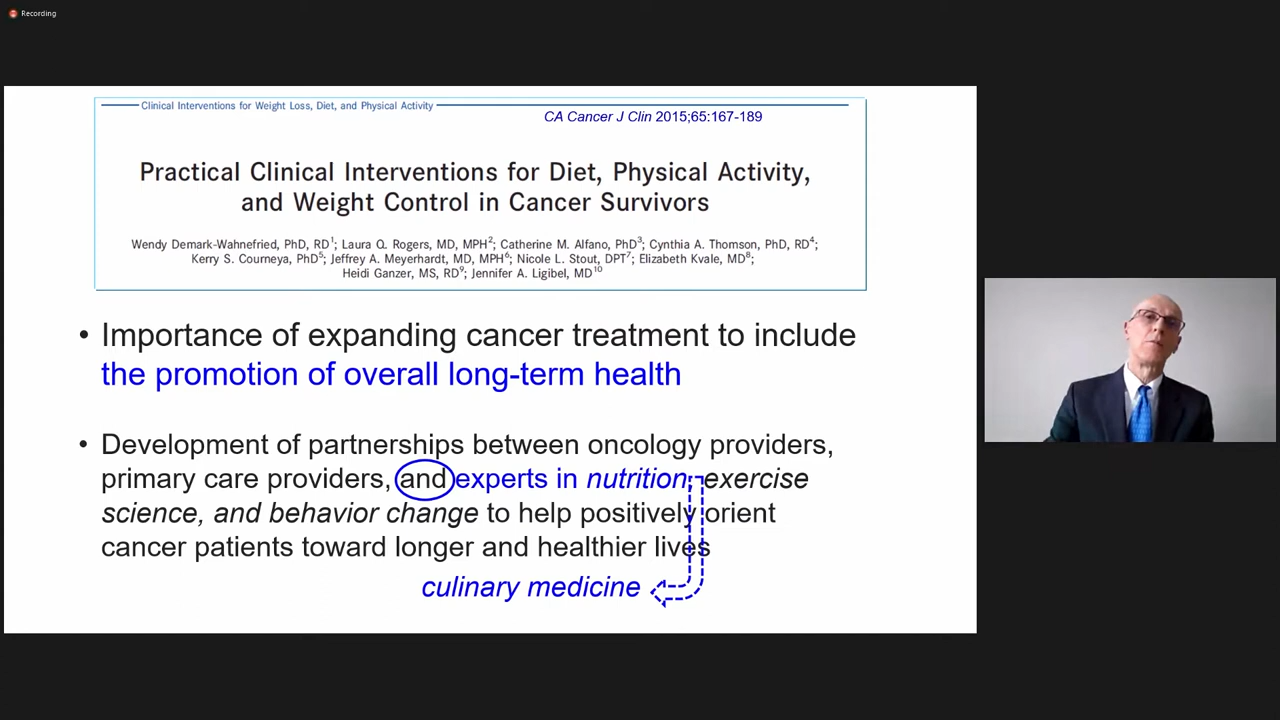 Recording
Clinical Interventions for Weight Loss, Diet, and Physical Activity
CA Cancer J Clin 2015;65:167-189
Practical Clinical Interventions for Diet, Physical Activity,
and Weight Control in Cancer Survivors
Wendy Demark-Wahnefried, PhD, RD1; Laura Q. Rogers, MD, MPH2; Catherine M. Alfano, PhD3; Cynthia A. Thomson, PhD, RD4;
Kerry S. Courneya, PhD5; Jeffrey A. Meyerhardt, MD, MPH6; Nicole L. Stout, DPT7; Elizabeth Kvale, MD8;
Heidi Ganzer, MS, RD9; Jennifer A. Ligibel, MD10
• Importance of expanding cancer treatment to include
the promotion of overall long-term health
• Development of partnerships between oncology providers,
primary care providers, and experts in nutrition, exercise
science, and behavior change to help positively orient
cancer patients toward longer and healthier lives
culinary medicine